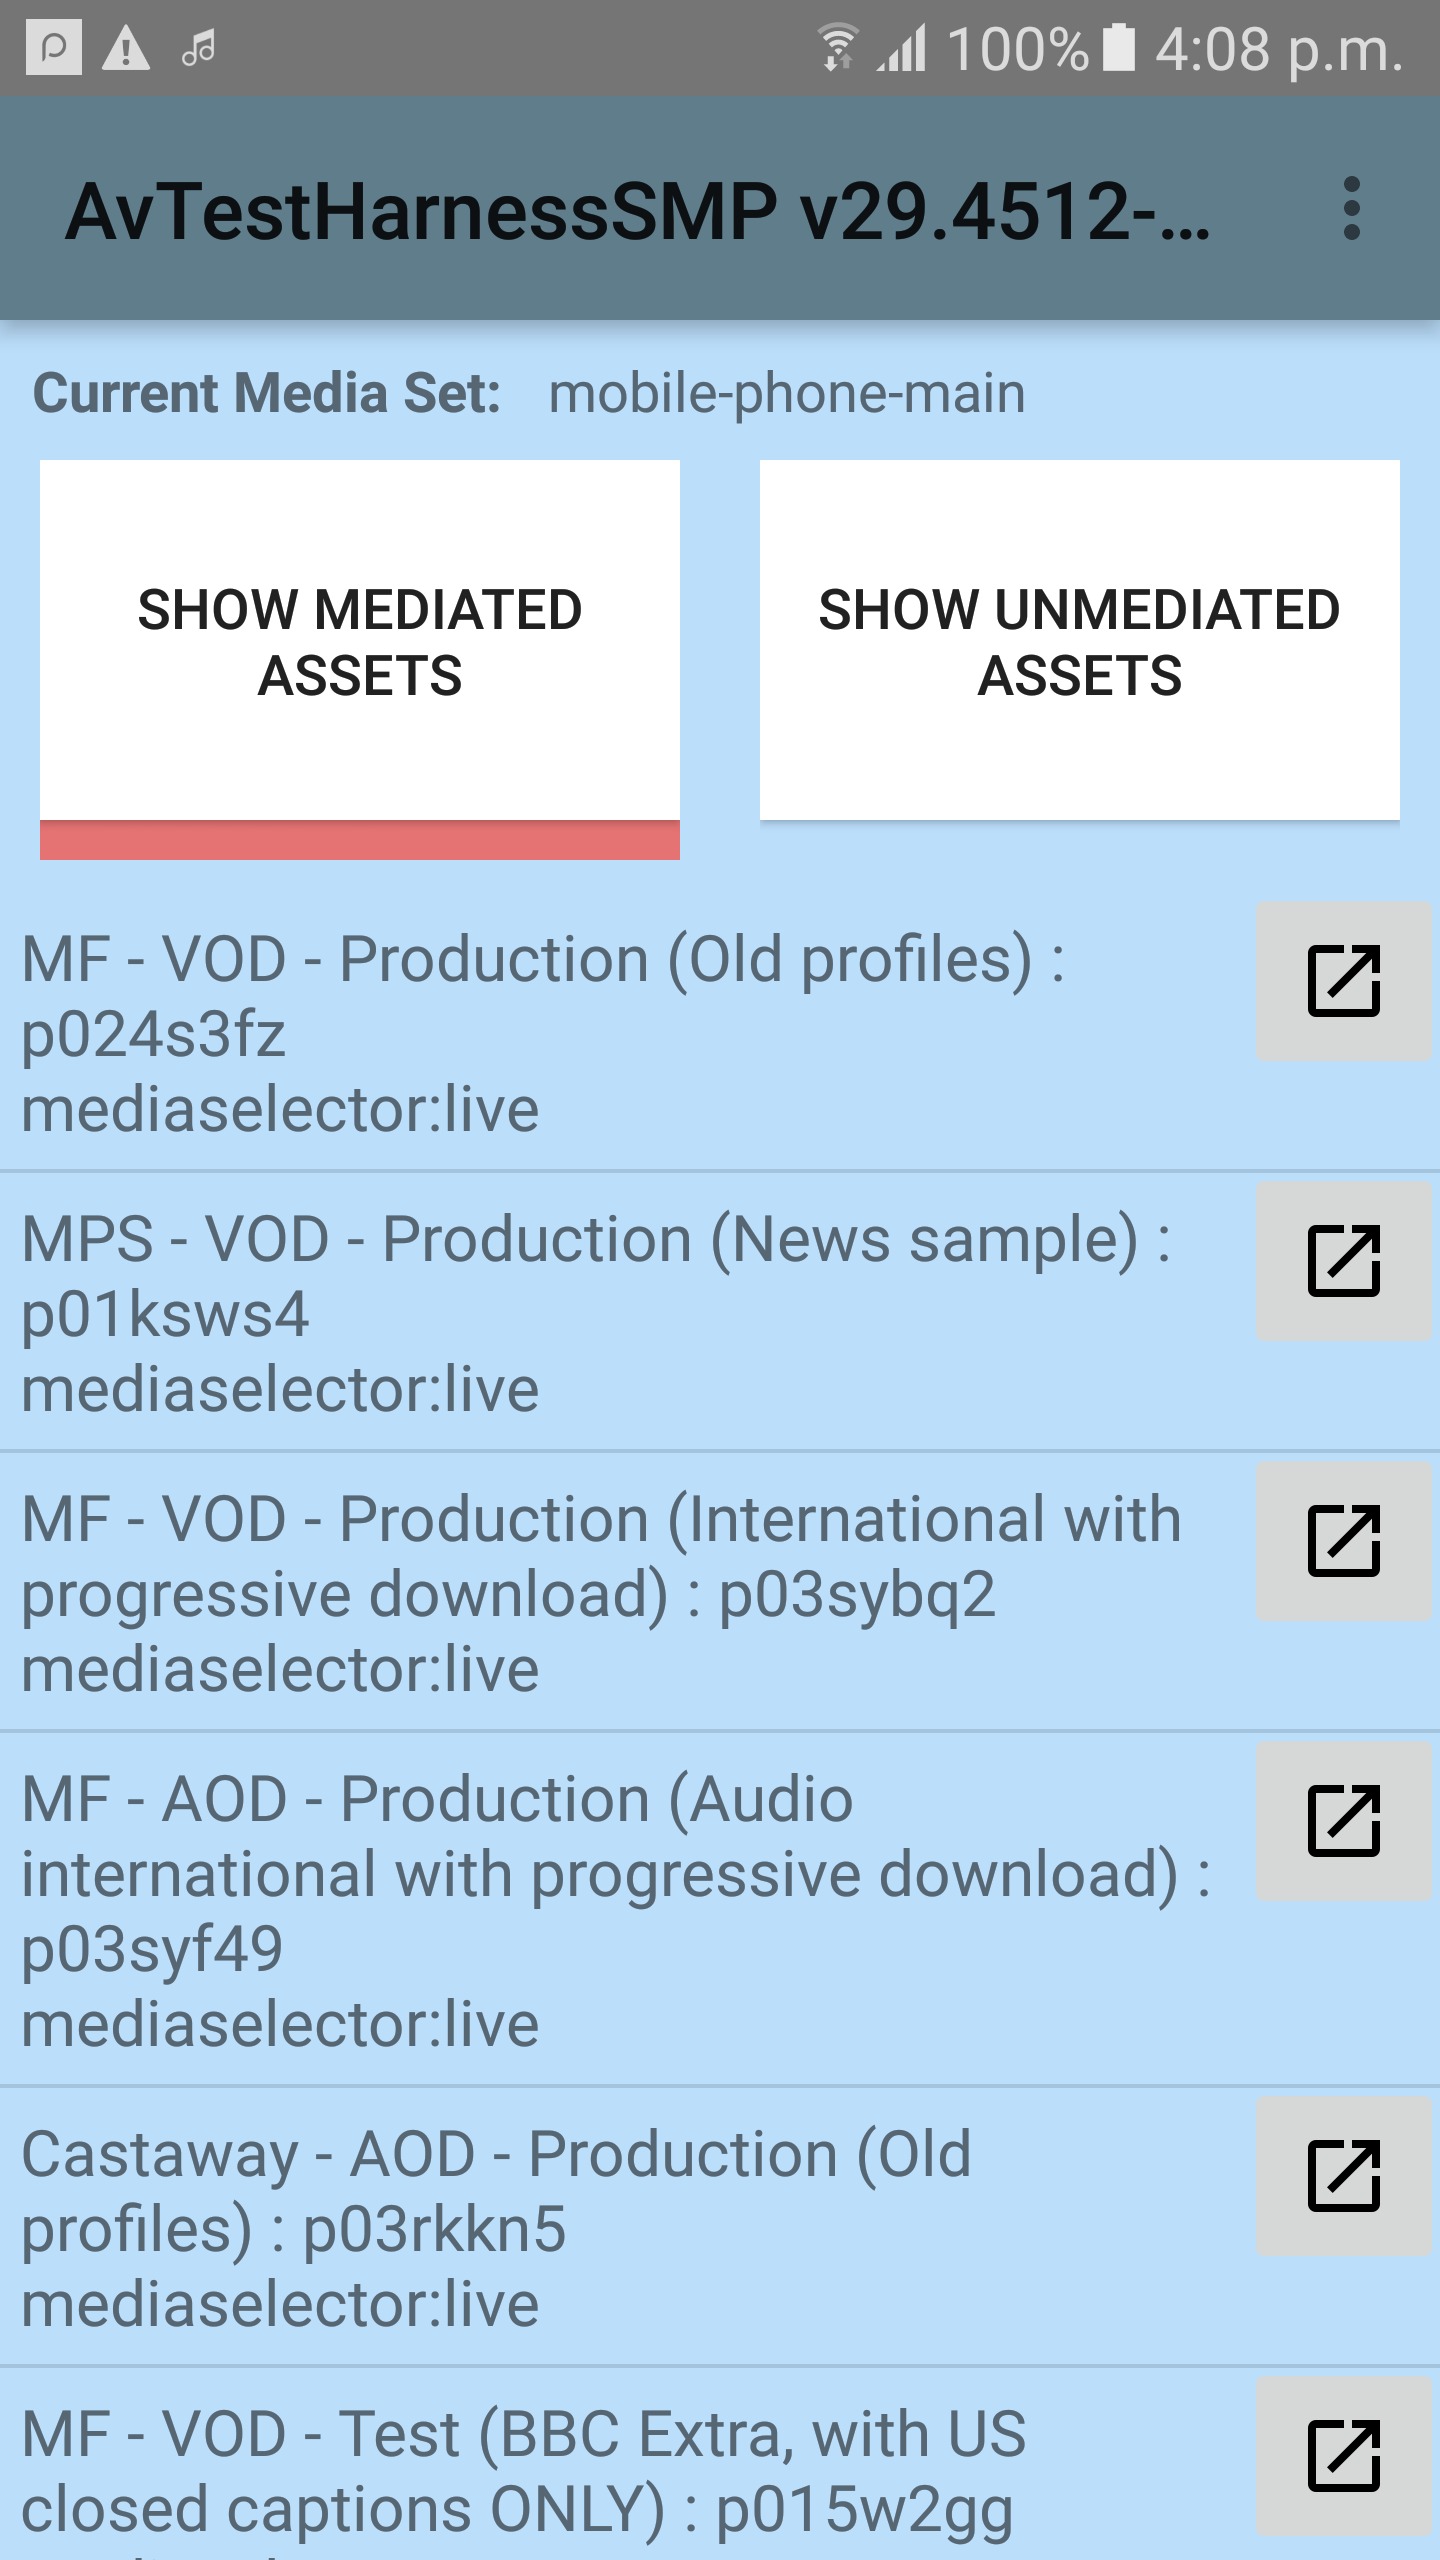 100% 4:08 p.m.
AvTestHarnessSMP v29.4512-...
Current Media Set: mobile-phone-main
SHOW MEDIATED
ASSETS
SHOW UNMEDIATED
ASSETS
MF - VOD - Production (Old profiles) :
p024s3fz
mediaselector:live
MPS - VOD - Production (News sample) :
p01ksws4
mediaselector:live
MF - VOD - Production (International with
progressive download) : p03sybq2
mediaselector:live
MF - AOD - Production (Audio
international with progressive download) :
p03syf49
mediaselector:live
Castaway - AOD - Production (Old
profiles) : p03rkkn5
mediaselector:live
MF - VOD - Test (BBC Extra, with US
closed captions ONLY) : p015w2gg